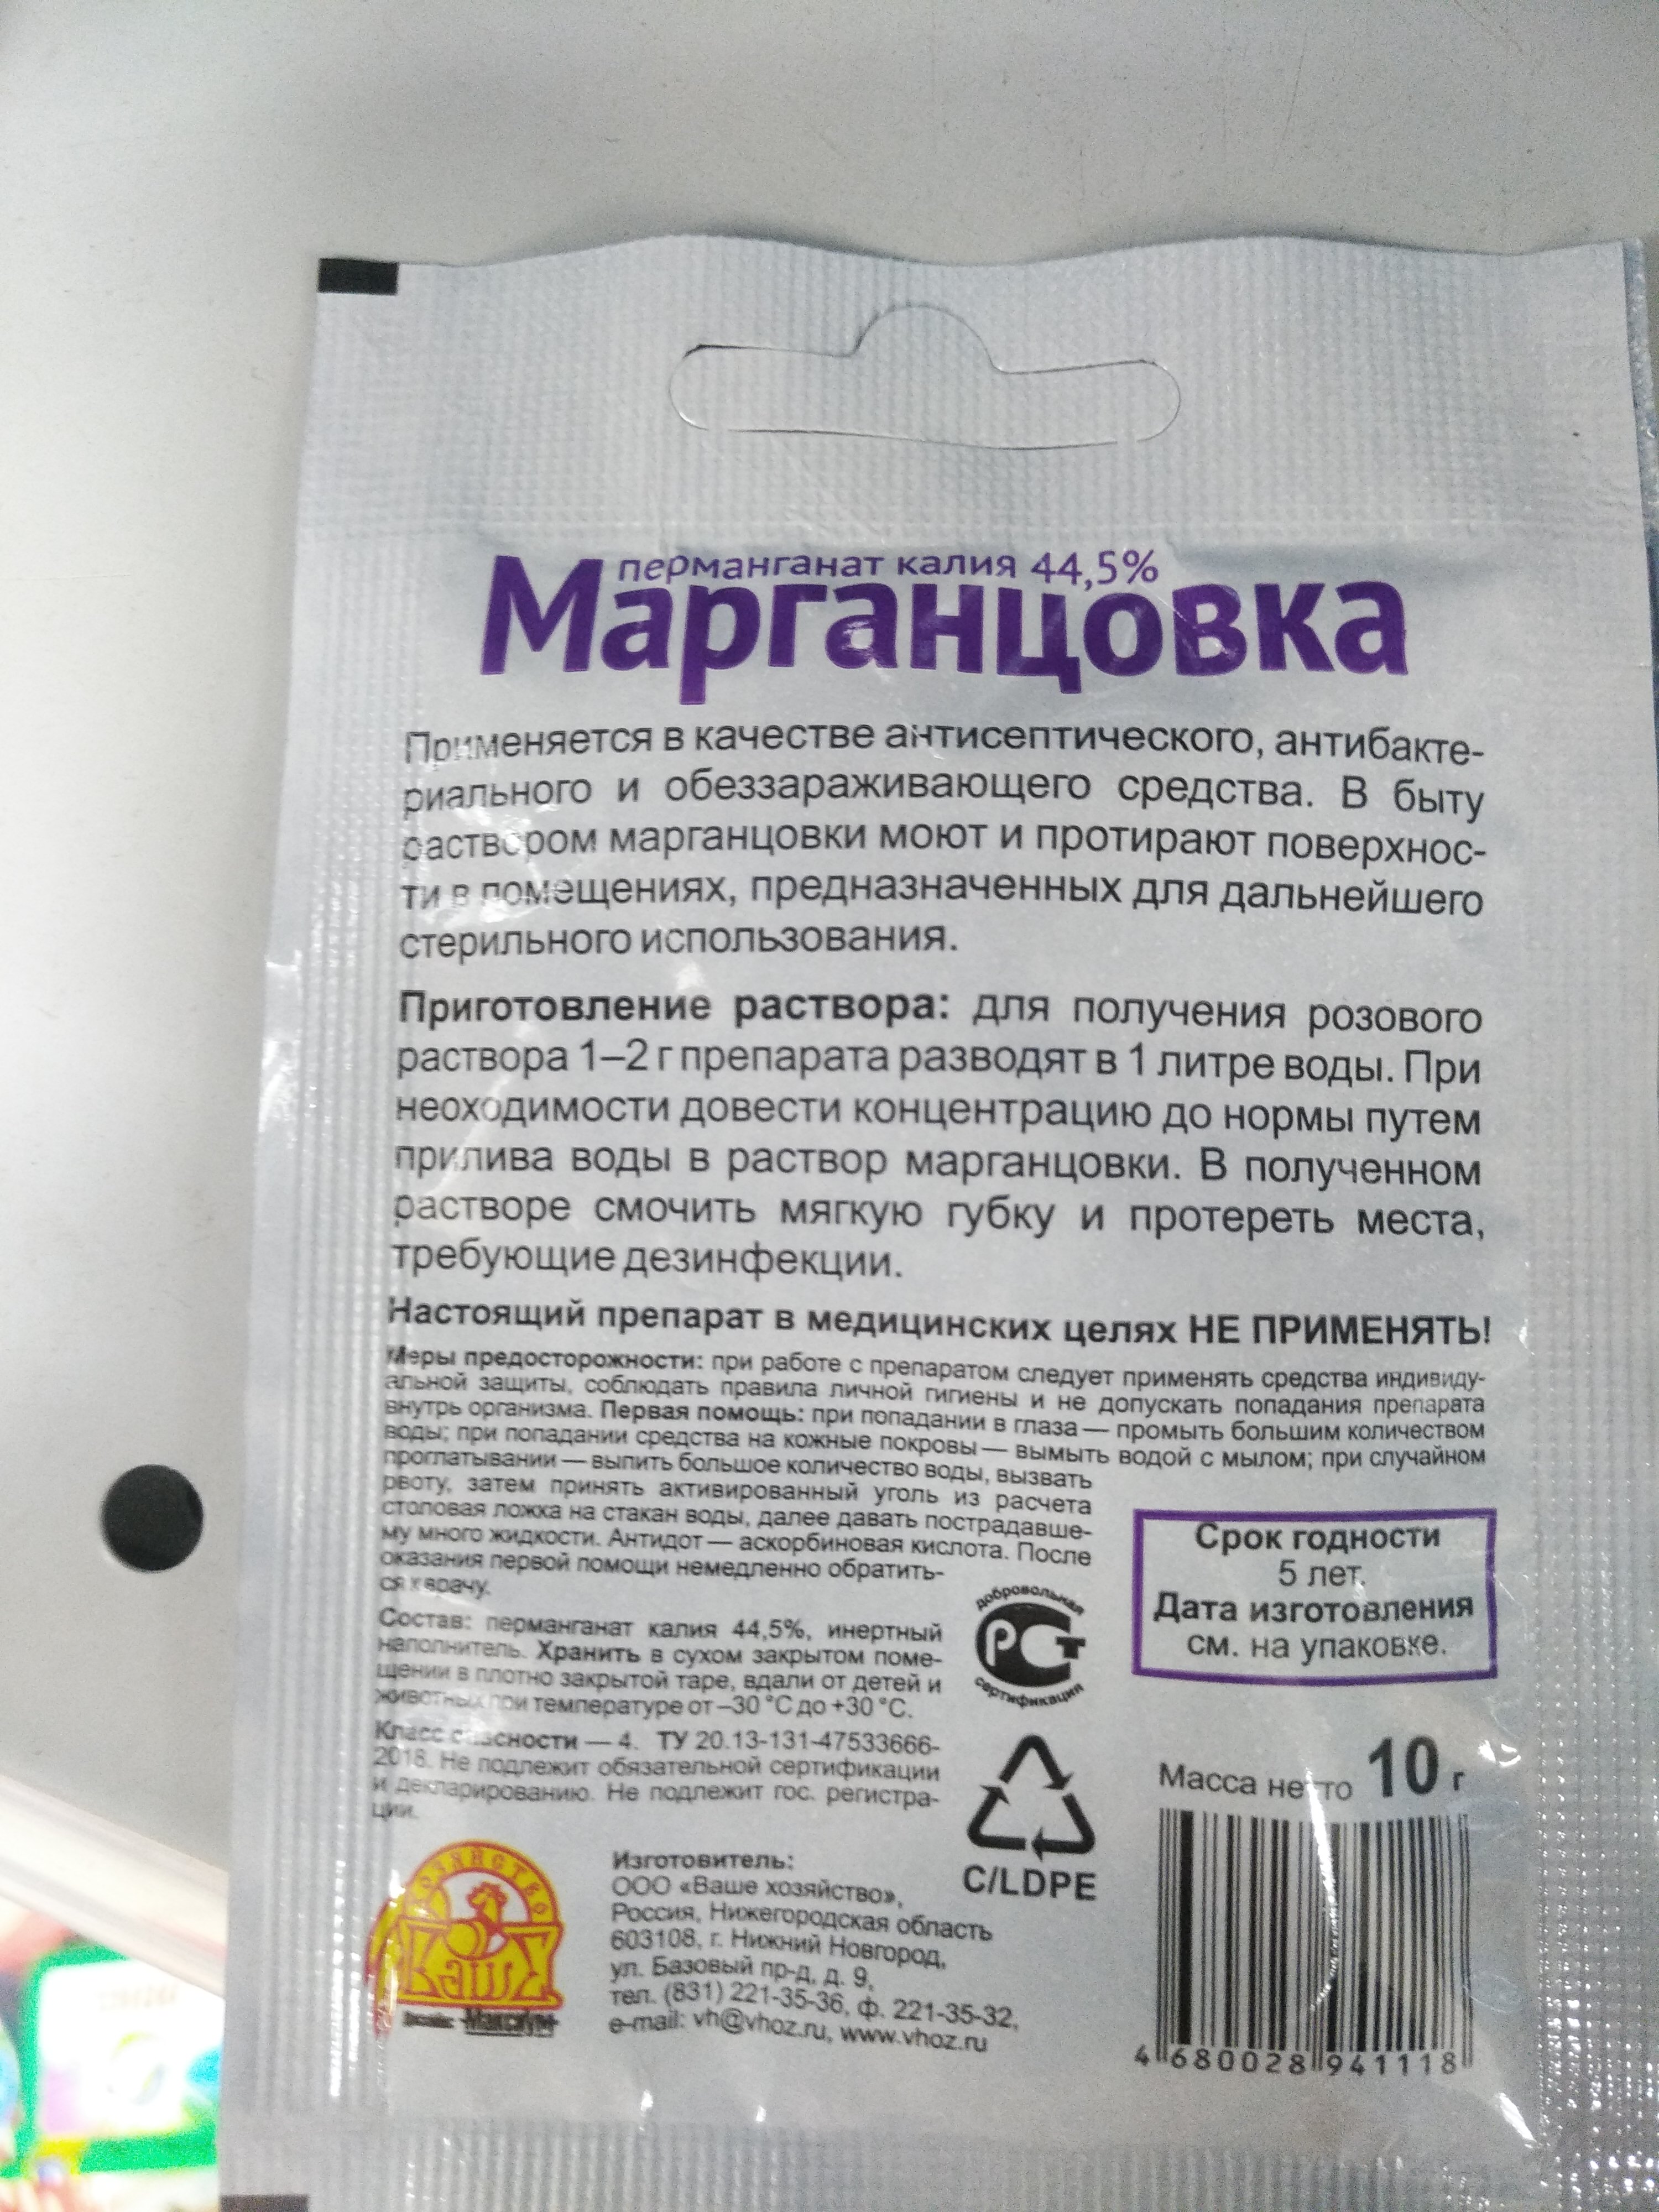 перманганат калия 44,5%
Марганцовка
Применяется в качестве антисептического, антибакте-
риального и обеззараживающего средства. В быту
раствором марганцовки моют и протирают поверхнос-
ти в помещениях, предназначенных для дальнейшего
стерильного использования.
Приготовление раствора: для получения розового
раствора 1–2 г препарата разводят в 1 литре воды. При
неоходимости довести концентрацию до нормы путем
прилива воды в раствор марганцовки. В полученном
растворе смочить мягкую губку и протереть места,
требующие дезинфекции.
Настоящий препарат в медицинских целях НЕ ПРИМЕНЯТЬ!
Меры предосторожности: при работе с препаратом следует применять средства индивиду-
альной защиты, соблюдать правила личной гигиены и не допускать попадания препарата
внутрь организма. Первая помощь: при попадании в глаза — промыть большим количеством
воды; при попадании средства на кожные покровы — вымыть водой с мылом; при случайном
проглатывании — выпить большое количество воды, вызвать
рвоту, затем принять активированный уголь из расчета
столовая ложка на стакан воды, далее давать пострадавше-
му много жидкости. Антидот — аскорбиновая кислота. После
оказания первой помощи немедленно обратить-
ся к врачу.
Состав: перманганат калия 44,5%, инертный
наполнитель. Хранить в сухом закрытом поме-
щении в плотно закрытой таре, вдали от детей и
животных при температуре от –30 °С до +30 °С.
Класс опасности — 4. ТУ 20.13-131-47533666-
2018. Не подлежит обязательной сертификации
и декларированию. Не подлежит гос. регистра-
ции.
добровольная
РСТ
сертификация
Срок годности
5 лет.
Дата изготовления
см. на упаковке.
C/LDPE
Масса нетто 10 г
4 680028 941118
ХОЗЯЙСТВО
ВАШЕ
Изготовитель:
ООО «Ваше хозяйство»,
Россия, Нижегородская область
603108, г. Нижний Новгород,
ул. Базовый пр-д, д. 9,
тел. (831) 221-35-36, ф. 221-35-32,
e-mail: vh@vhoz.ru, www.vhoz.ru